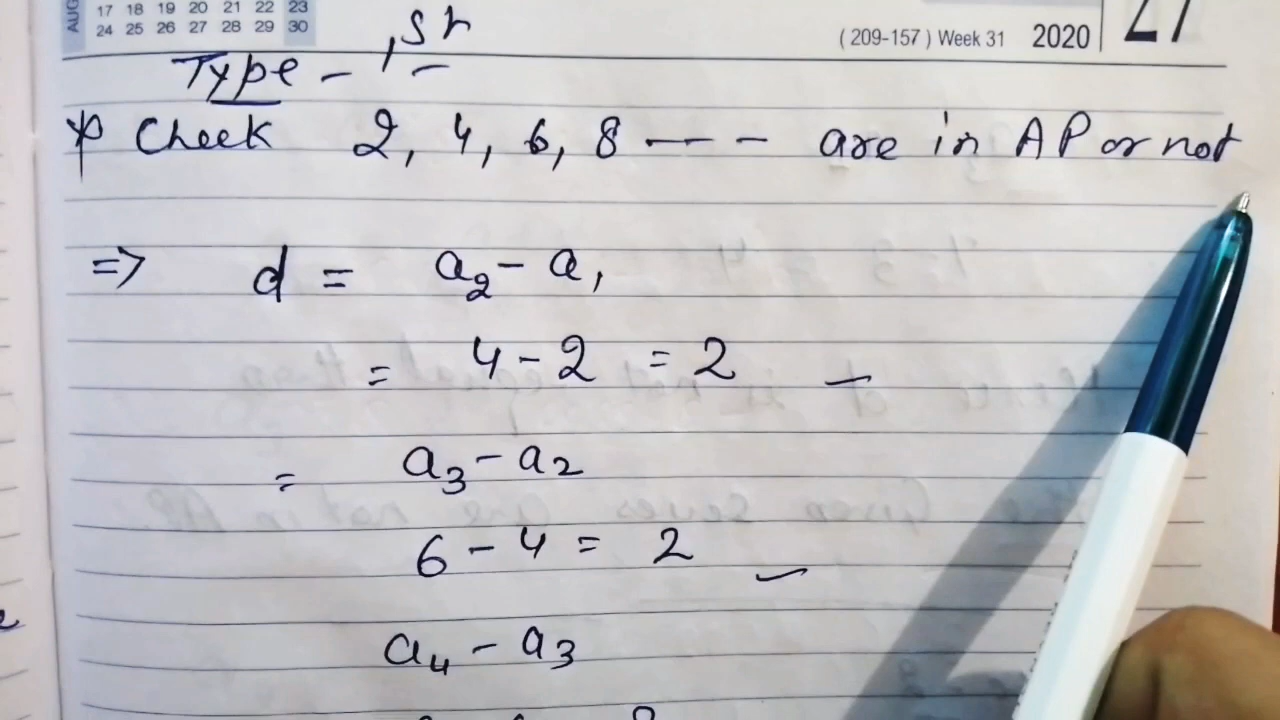 AUG 17 18 19 20 21 22 23
24 25 26 27 28 29 30
(209-157) Week 31 2020 27
Type - 1st
Check 2, 4, 6, 8 --- are in AP or not
=> d = a₂ - a₁
= 4 - 2 = 2
= a₃ - a₂
6 - 4 = 2
a₄ - a₃